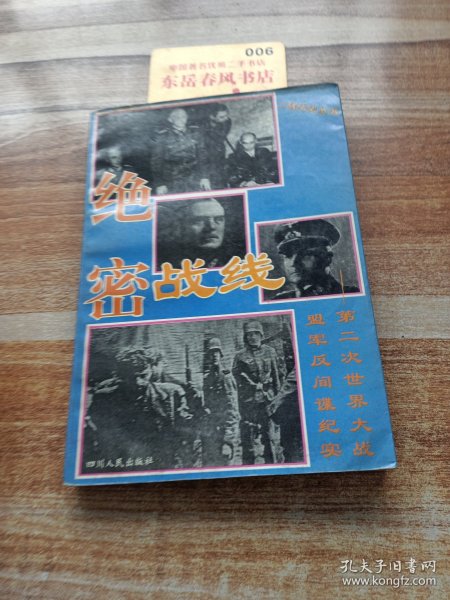 006
东岳春风书店
绝
密战线
第二次世界大战
盟军反间谍纪实
四川人民出版社
孔夫子旧书网
www.kongfz.com